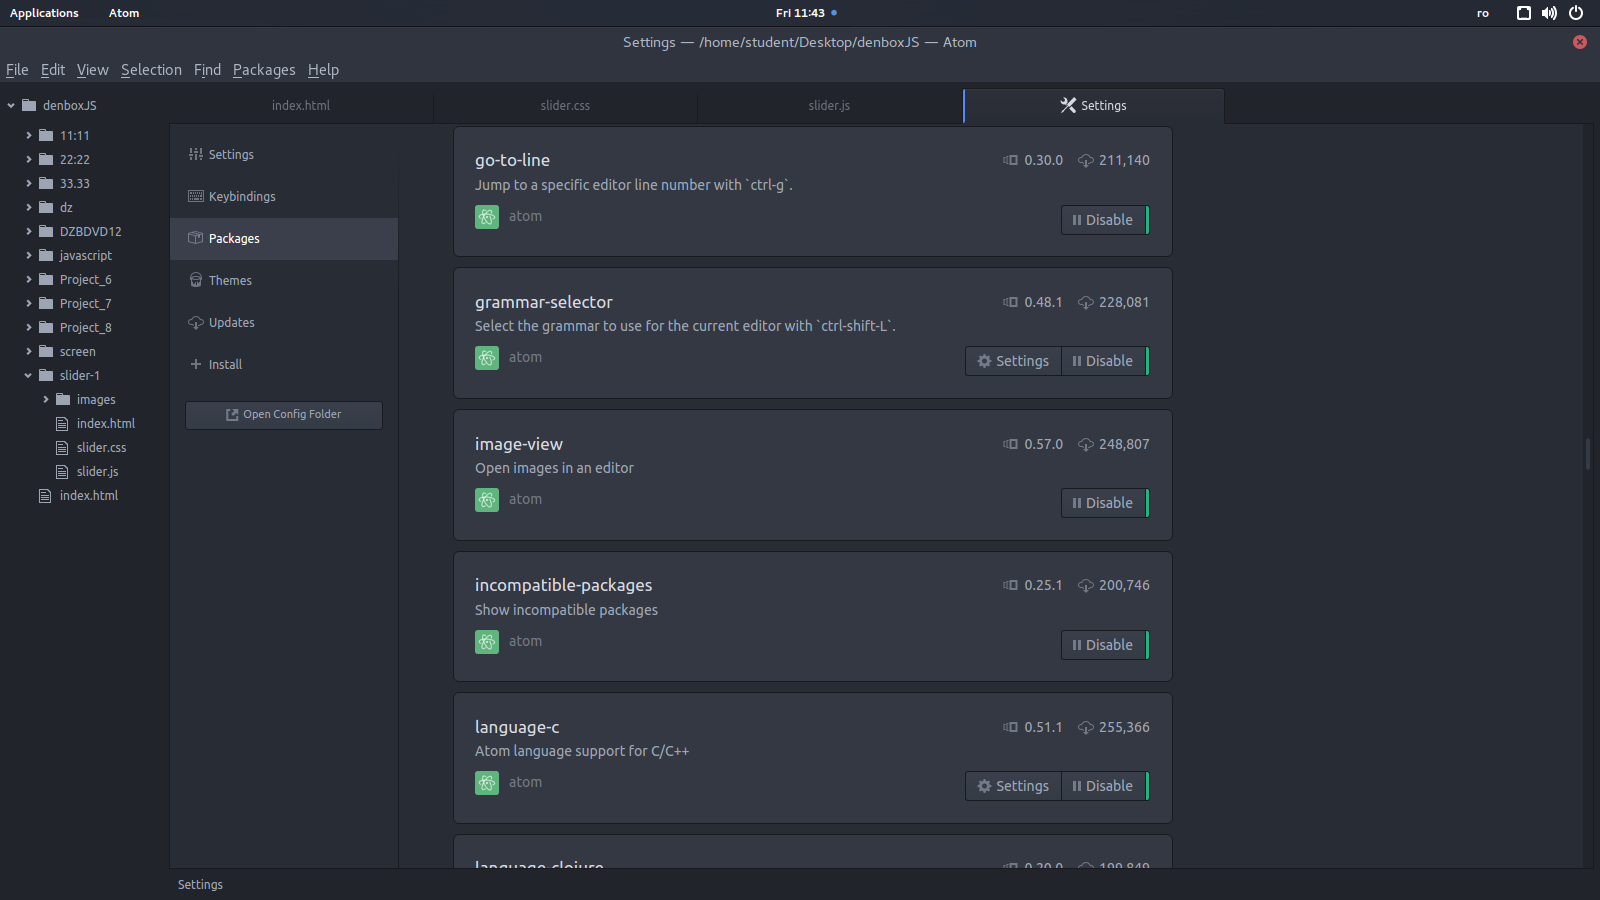 Applications Atom Fri 11:43 ro
Settings — /home/student/Desktop/denboxJS — Atom
File Edit View Selection Find Packages Help
denboxJS
11:11
22:22
33.33
dz
DZBDVD12
javascript
Project_6
Project_7
Project_8
screen
slider-1
images
index.html
slider.css
slider.js
index.html
index.html slider.css slider.js Settings
Settings
Keybindings
Packages
Themes
Updates
Install
Open Config Folder
go-to-line 0.30.0 211,140
Jump to a specific editor line number with `ctrl-g`.
atom Disable
grammar-selector 0.48.1 228,081
Select the grammar to use for the current editor with `ctrl-shift-L`.
atom Settings Disable
image-view 0.57.0 248,807
Open images in an editor
atom Disable
incompatible-packages 0.25.1 200,746
Show incompatible packages
atom Disable
language-c 0.51.1 255,366
Atom language support for C/C++
atom Settings Disable
language-clojure 0.20.0 199,849
Settings